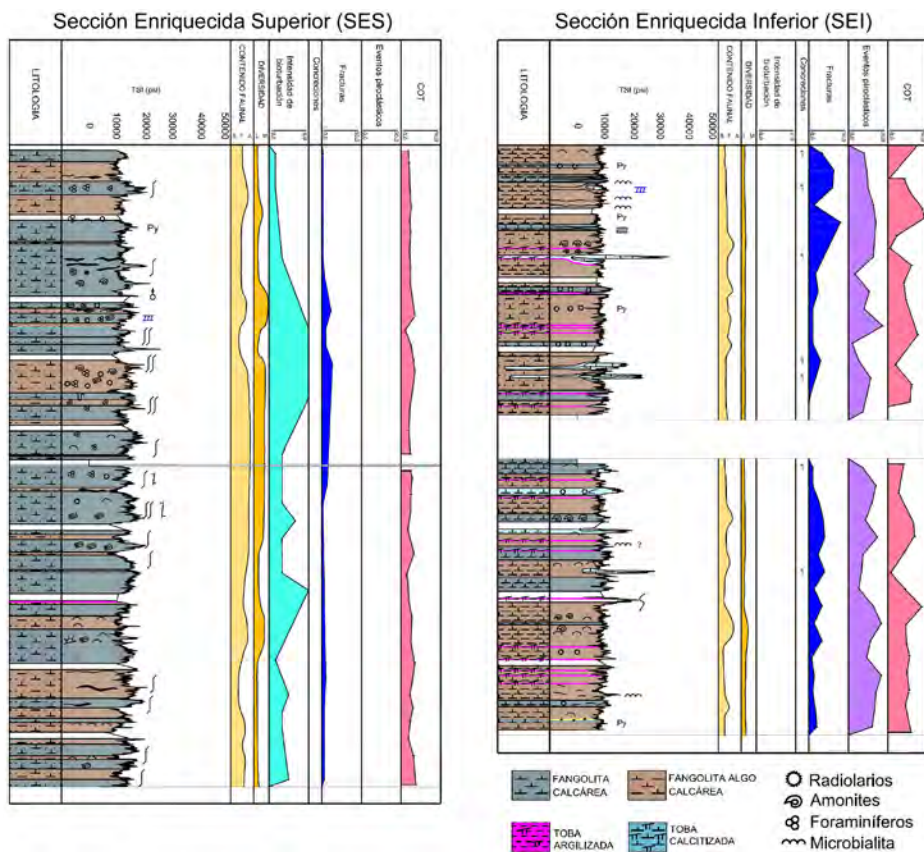 Sección Enriquecida Superior (SES)
LITOLOGIA
TSII (psi)
0
10000
20000
30000
40000
50000
CONTENIDO FAUNAL
DIVERSIDAD
Intensidad de bioturbación
Concreciones
Fracturas
Eventos piroclásticos
COT
Py
Sección Enriquecida Inferior (SEI)
LITOLOGIA
0
10000
20000
30000
40000
50000
CONTENIDO FAUNAL
DIVERSIDAD
Intensidad de
bioturbación
Concreciones
Fracturas
Eventos piroclásticos
COT
Py
Py
Py
?
Py
FANGOLITA
CALCÁREA
FANGOLITA ALGO
CALCÁREA
TOBA
ARGILIZADA
TOBA
CALCITIZADA
Radiolarios
Amonites
Foraminíferos
Microbialita